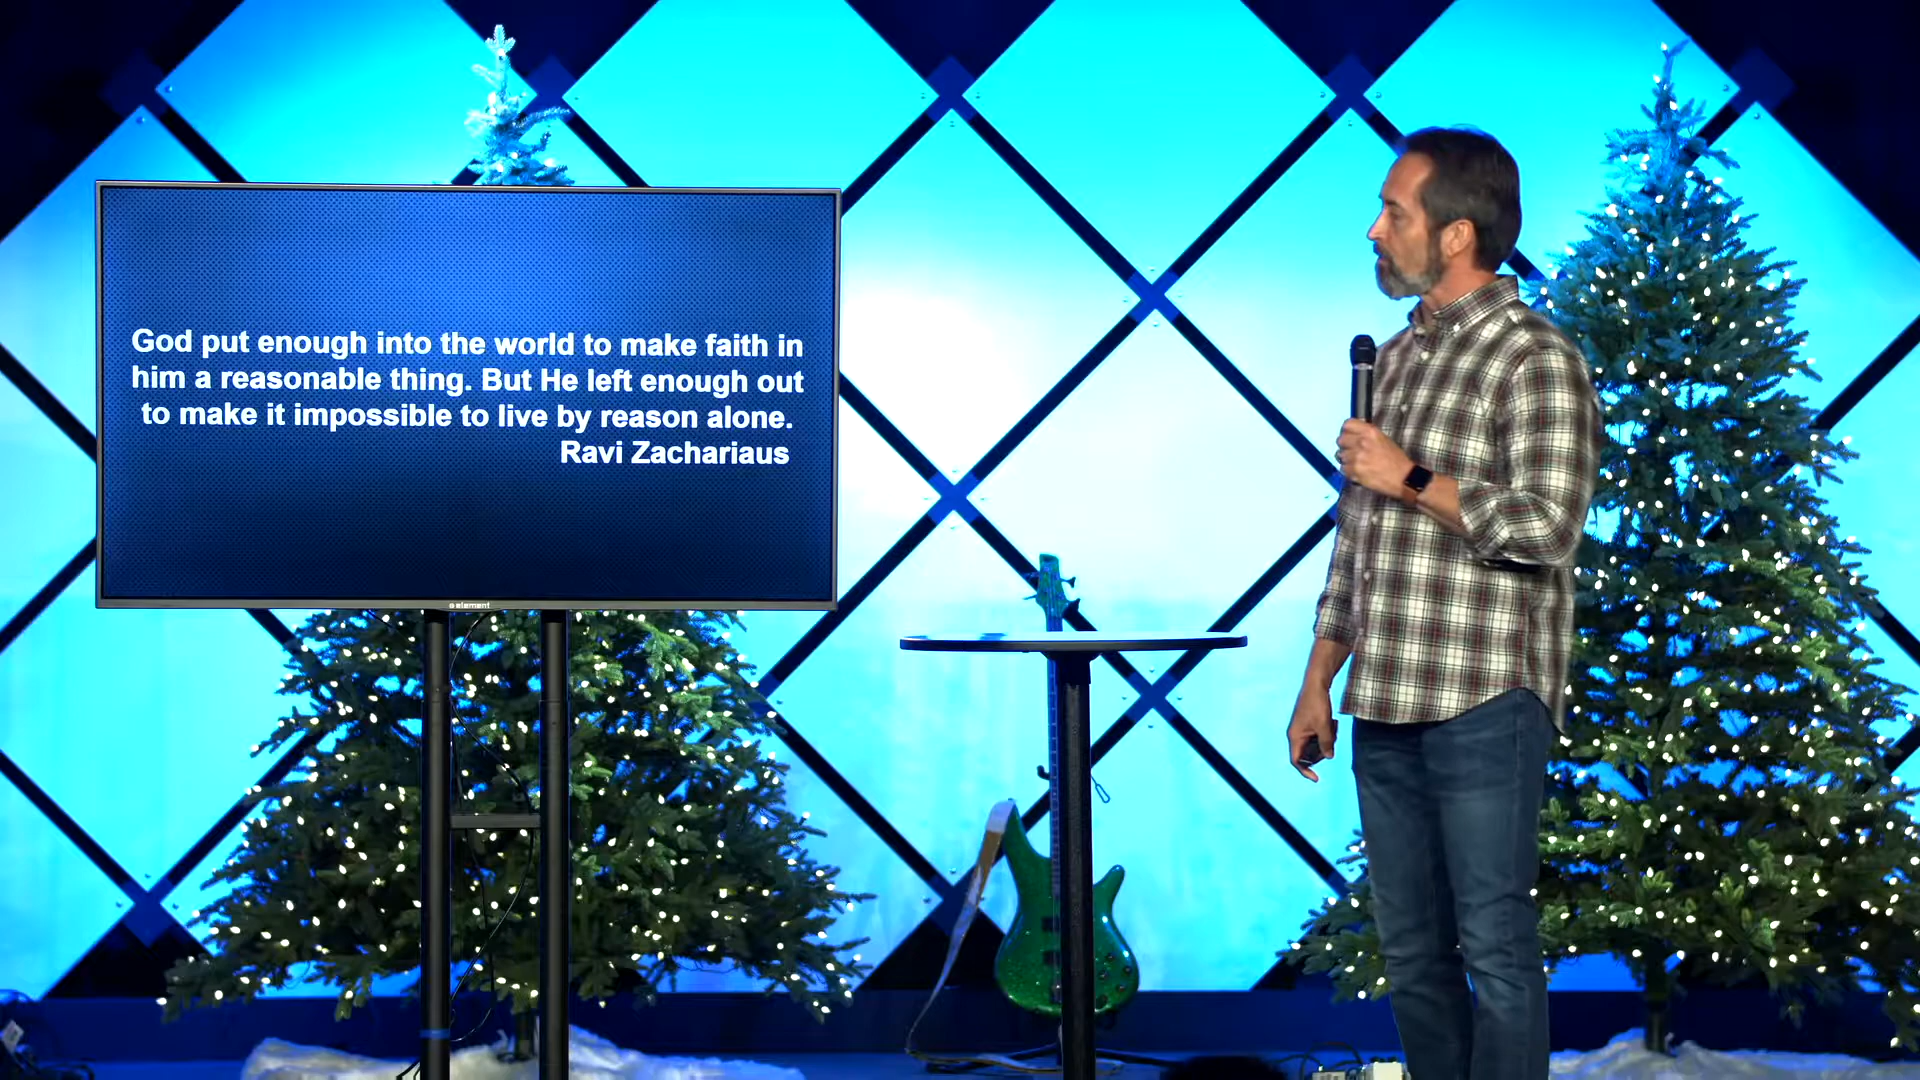 God put enough into the world to make faith in
him a reasonable thing. But He left enough out
to make it impossible to live by reason alone.
Ravi Zachariaus
element